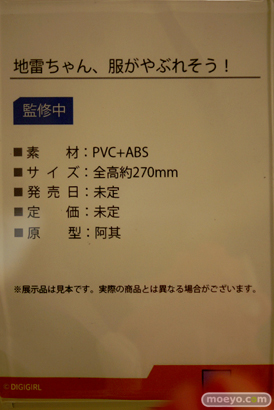 地雷ちゃん、服がやぶれそう！
監修中
■素　　材：PVC+ABS
■サ イ ズ：全高約270mm
■発 売 日：未定
■定　　価：未定
■原　　型：阿其
※展示品は見本です。実際の商品とは異なる場合がございます。
© DIGIGIRL
moeyo.com